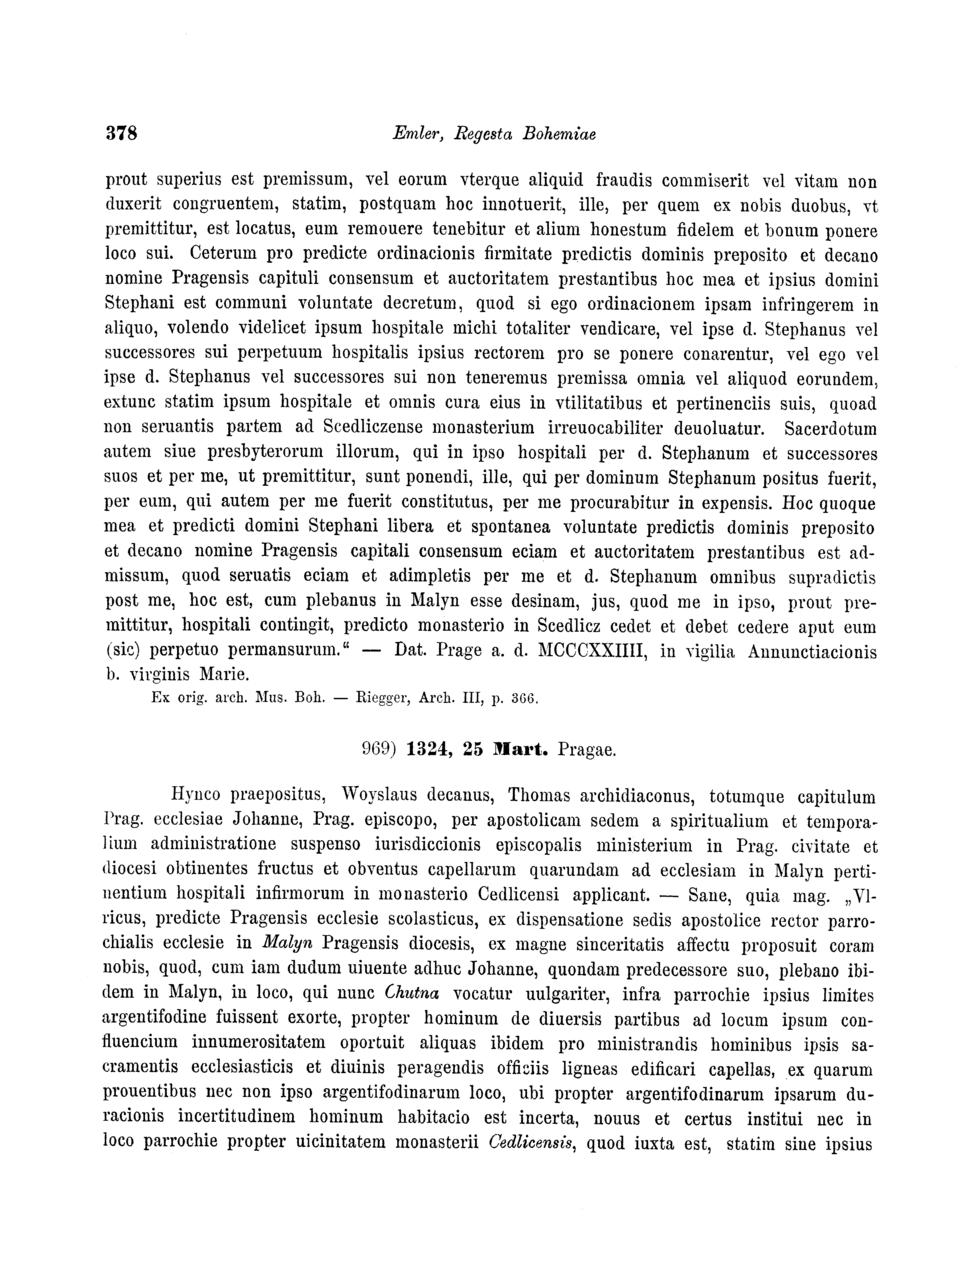 378 Emler, Regesta Bohemiae
prout superius est premissum, vel eorum vterque aliquid fraudis commiserit vel vitam non
duxerit congruentem, statim, postquam hoc innotuerit, ille, per quem ex nobis duobus, vt
premittitur, est locatus, eum remouere tenebitur et alium honestum fidelem et bonum ponere
loco sui. Ceterum pro predicte ordinacionis firmitate predictis dominis preposito et decano
nomine Pragensis capituli consensum et auctoritatem prestantibus hoc mea et ipsius domini
Stephani est communi voluntate decretum, quod si ego ordinacionem ipsam infringerem in
aliquo, volendo videlicet ipsum hospitale michi totaliter vendicare, vel ipse d. Stephanus vel
successores sui perpetuum hospitalis ipsius rectorem pro se ponere conarentur, vel ego vel
ipse d. Stephanus vel successores sui non teneremus premissa omnia vel aliquod eorundem,
extunc statim ipsum hospitale et omnis cura eius in vtilitatibus et pertinenciis suis, quoad
non seruantis partem ad Scedliczense monasterium irreuocabiliter deuoluatur. Sacerdotum
autem siue presbyterorum illorum, qui in ipso hospitali per d. Stephanum et successores
suos et per me, ut premittitur, sunt ponendi, ille, qui per dominum Stephanum positus fuerit,
per eum, qui autem per me fuerit constitutus, per me procurabitur in expensis. Hoc quoque
mea et predicti domini Stephani libera et spontanea voluntate predictis dominis preposito
et decano nomine Pragensis capitali consensum eciam et auctoritatem prestantibus est ad-
missum, quod seruatis eciam et adimpletis per me et d. Stephanum omnibus supradictis
post me, hoc est, cum plebanus in Malyn esse desinam, jus, quod me in ipso, prout pre-
mittitur, hospitali contingit, predicto monasterio in Scedlicz cedet et debet cedere aput eum
(sic) perpetuo permansurum.“ — Dat. Prage a. d. MCCCXXIIII, in vigilia Annunctiacionis
b. virginis Marie.
Ex orig. arch. Mus. Boh. — Riegger, Arch. III, p. 366.
969) 1324, 25 Mart. Pragae.
Hynco praepositus, Woyslaus decanus, Thomas archidiaconus, totumque capitulum
Prag. ecclesiae Johanne, Prag. episcopo, per apostolicam sedem a spiritualium et tempora-
lium administratione suspenso iurisdiccionis episcopalis ministerium in Prag. civitate et
diocesi obtinentes fructus et obventus capellarum quarundam ad ecclesiam in Malyn perti-
nentium hospitali infirmorum in monasterio Cedlicensi applicant. — Sane, quia mag. „Vl-
ricus, predicte Pragensis ecclesie scolasticus, ex dispensatione sedis apostolice rector parro-
chialis ecclesie in Malyn Pragensis diocesis, ex magne sinceritatis affectu proposuit coram
nobis, quod, cum iam dudum uiuente adhuc Johanne, quondam predecessore suo, plebano ibi-
dem in Malyn, in loco, qui nunc Chutna vocatur uulgariter, infra parrochie ipsius limites
argentifodine fuissent exorte, propter hominum de diuersis partibus ad locum ipsum con-
fluencium innumerositatem oportuit aliquas ibidem pro ministrandis hominibus ipsis sa-
cramentis ecclesiasticis et diuinis peragendis officiis ligneas edificari capellas, ex quarum
prouentibus nec non ipso argentifodinarum loco, ubi propter argentifodinarum ipsarum du-
racionis incertitudinem hominum habitacio est incerta, nouus et certus institui nec in
loco parrochie propter uicinitatem monasterii Cedlicensis, quod iuxta est, statim sine ipsius